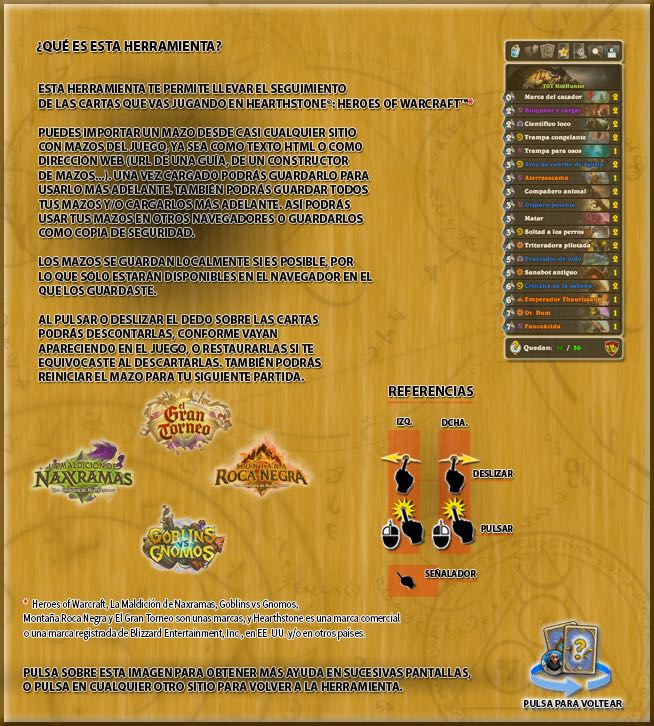 ¿QUÉ ES ESTA HERRAMIENTA?
ESTA HERRAMIENTA TE PERMITE LLEVAR EL SEGUIMIENTO
DE LAS CARTAS QUE VAS JUGANDO EN HEARTHSTONE®: HEROES OF WARCRAFT™*
PUEDES IMPORTAR UN MAZO DESDE CASI CUALQUIER SITIO
CON MAZOS DEL JUEGO, YA SEA COMO TEXTO HTML O COMO
DIRECCIÓN WEB (URL DE UNA GUÍA, DE UN CONSTRUCTOR
DE MAZOS...). UNA VEZ CARGADO PODRÁS GUARDARLO PARA
USARLO MÁS ADELANTE. TAMBIÉN PODRÁS GUARDAR TODOS
TUS MAZOS Y/O CARGARLOS MÁS ADELANTE. ASÍ PODRÁS
USAR TUS MAZOS EN OTROS NAVEGADORES O GUARDARLOS
COMO COPIA DE SEGURIDAD.
LOS MAZOS SE GUARDAN LOCALMENTE SI ES POSIBLE, POR
LO QUE SÓLO ESTARÁN DISPONIBLES EN EL NAVEGADOR EN EL
QUE LOS GUARDASTE.
AL PULSAR O DESLIZAR EL DEDO SOBRE LAS CARTAS
PODRÁS DESCONTARLAS, CONFORME VAYAN
APARECIENDO EN EL JUEGO, O RESTAURARLAS SI TE
EQUIVOCASTE AL DESCARTARLAS. TAMBIÉN PODRÁS
REINICIAR EL MAZO PARA TU SIGUIENTE PARTIDA.
TGT MidHunter
0 Marca del cazador 2
0 Bloquear y cargar 2
2 Científico loco 2
2 Trampa congelante 2
2 Trampa para osos 1
3 Arco de cuerno de águila 2
3 Aterraescama 1
3 Compañero animal 2
3 Disparo potente 2
3 Matar 2
3 Soltad a los perros 2
4 Trituradora pilotada 2
5 Eructador de lodo 2
5 Sanabot antiguo 1
6 Crinalta de la sabana 2
6 Emperador Thaurissan 1
7 Dr. Bum 1
7 Fauceácida 1
Quedan: 30 / 30
El
Gran
Torneo
LA MALDICIÓN DE
NAXXRAMAS
MONTAÑA
ROCA NEGRA
GOBLINS
VS
GNOMOS
REFERENCIAS
IZQ. DCHA.
DESLIZAR
PULSAR
SEÑALADOR
* Heroes of Warcraft, La Maldición de Naxramas, Goblins vs Gnomos,
Montaña Roca Negra y El Gran Torneo son unas marcas, y Hearthstone es una marca comercial
o una marca registrada de Blizzard Entertainment, Inc., en EE. UU. y/o en otros países.
PULSA SOBRE ESTA IMAGEN PARA OBTENER MÁS AYUDA EN SUCESIVAS PANTALLAS,
O PULSA EN CUALQUIER OTRO SITIO PARA VOLVER A LA HERRAMIENTA.
?
PULSA PARA VOLTEAR